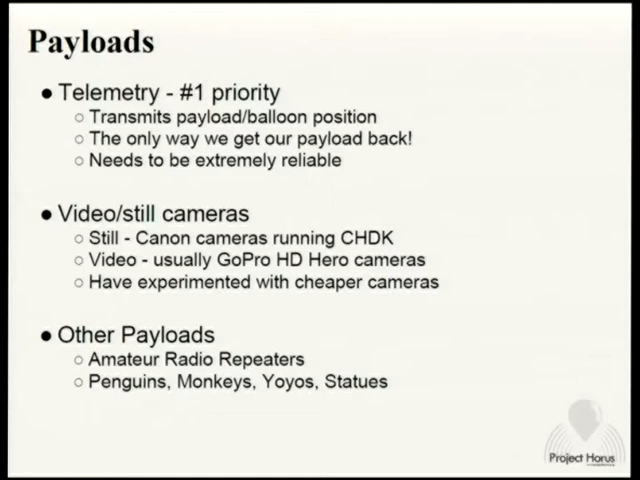 Payloads
● Telemetry - #1 priority
○ Transmits payload/balloon position
○ The only way we get our payload back!
○ Needs to be extremely reliable
● Video/still cameras
○ Still - Canon cameras running CHDK
○ Video - usually GoPro HD Hero cameras
○ Have experimented with cheaper cameras
● Other Payloads
○ Amateur Radio Repeaters
○ Penguins, Monkeys, Yoyos, Statues
Project Horus